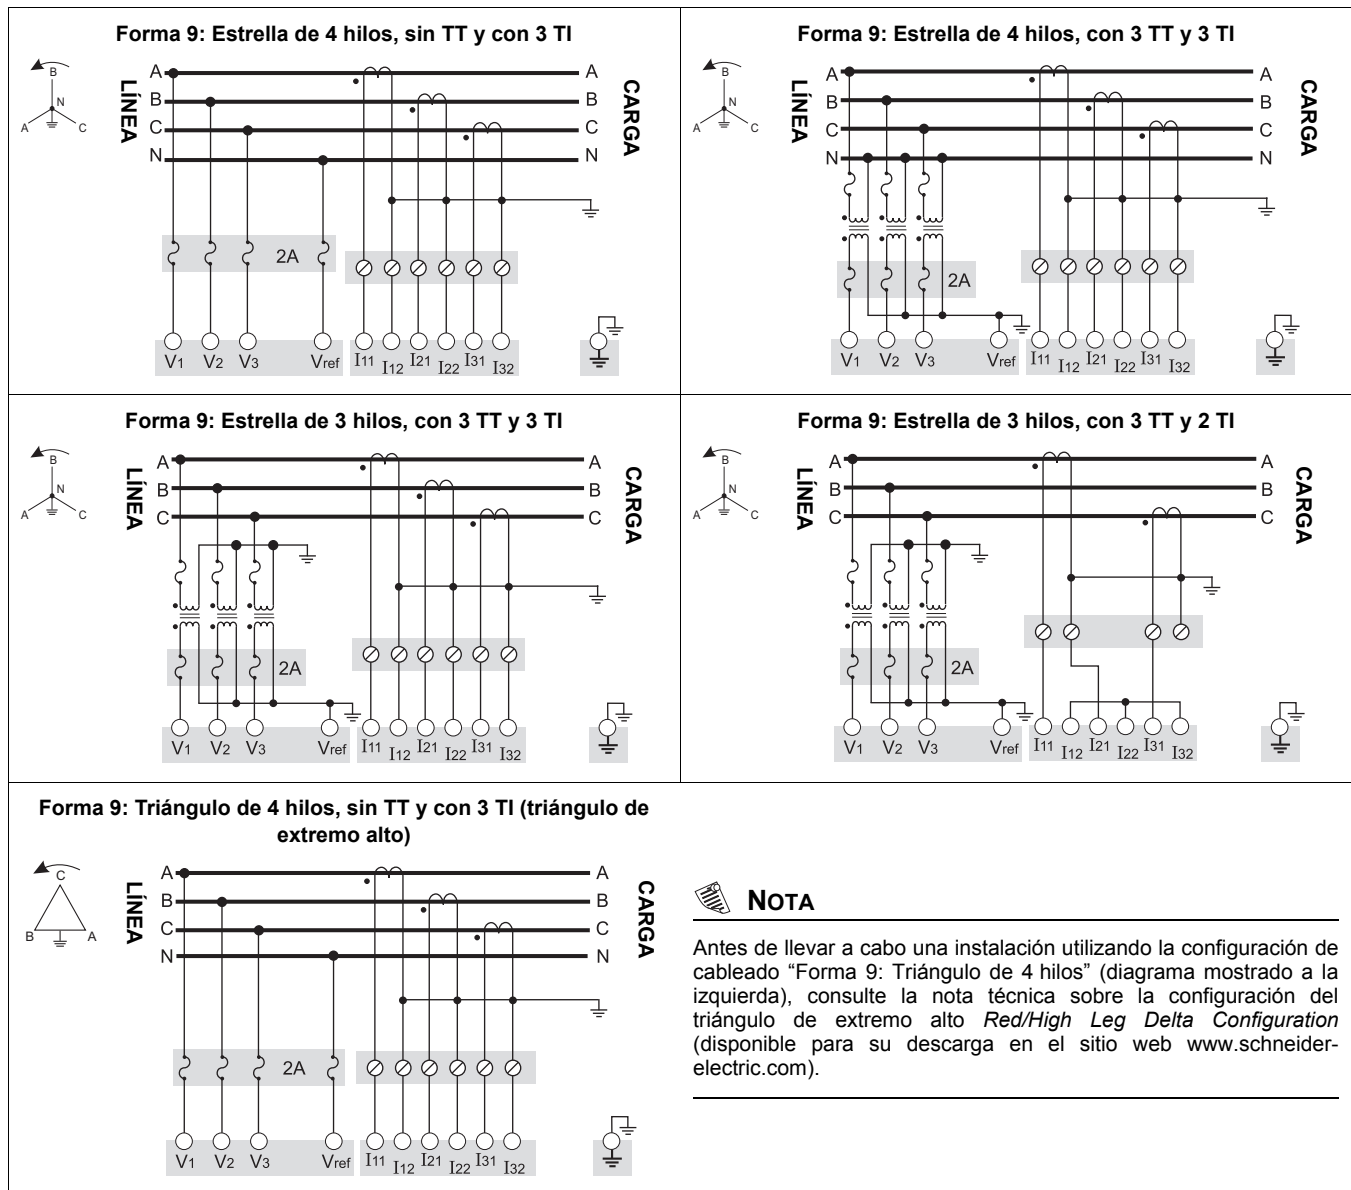 Forma 9: Estrella de 4 hilos, sin TT y con 3 TI
B
N
A C
LÍNEA
A A
B B
C C
N N
CARGA
2A
V1 V2 V3 Vref I11 I12 I21 I22 I31 I32
Forma 9: Estrella de 4 hilos, con 3 TT y 3 TI
B
N
A C
LÍNEA
A A
B B
C C
N N
CARGA
2A
V1 V2 V3 Vref I11 I12 I21 I22 I31 I32
Forma 9: Estrella de 3 hilos, con 3 TT y 3 TI
B
N
A C
LÍNEA
A A
B B
C C
CARGA
2A
V1 V2 V3 Vref I11 I12 I21 I22 I31 I32
Forma 9: Estrella de 3 hilos, con 3 TT y 2 TI
B
N
A C
LÍNEA
A A
B B
C C
CARGA
2A
V1 V2 V3 Vref I11 I12 I21 I22 I31 I32
Forma 9: Triángulo de 4 hilos, sin TT y con 3 TI (triángulo de
extremo alto)
C
B A
LÍNEA
A A
B B
C C
N N
CARGA
2A
V1 V2 V3 Vref I11 I12 I21 I22 I31 I32
NOTA
Antes de llevar a cabo una instalación utilizando la configuración de
cableado “Forma 9: Triángulo de 4 hilos” (diagrama mostrado a la
izquierda), consulte la nota técnica sobre la configuración del
triángulo de extremo alto Red/High Leg Delta Configuration
(disponible para su descarga en el sitio web www.schneider-
electric.com).